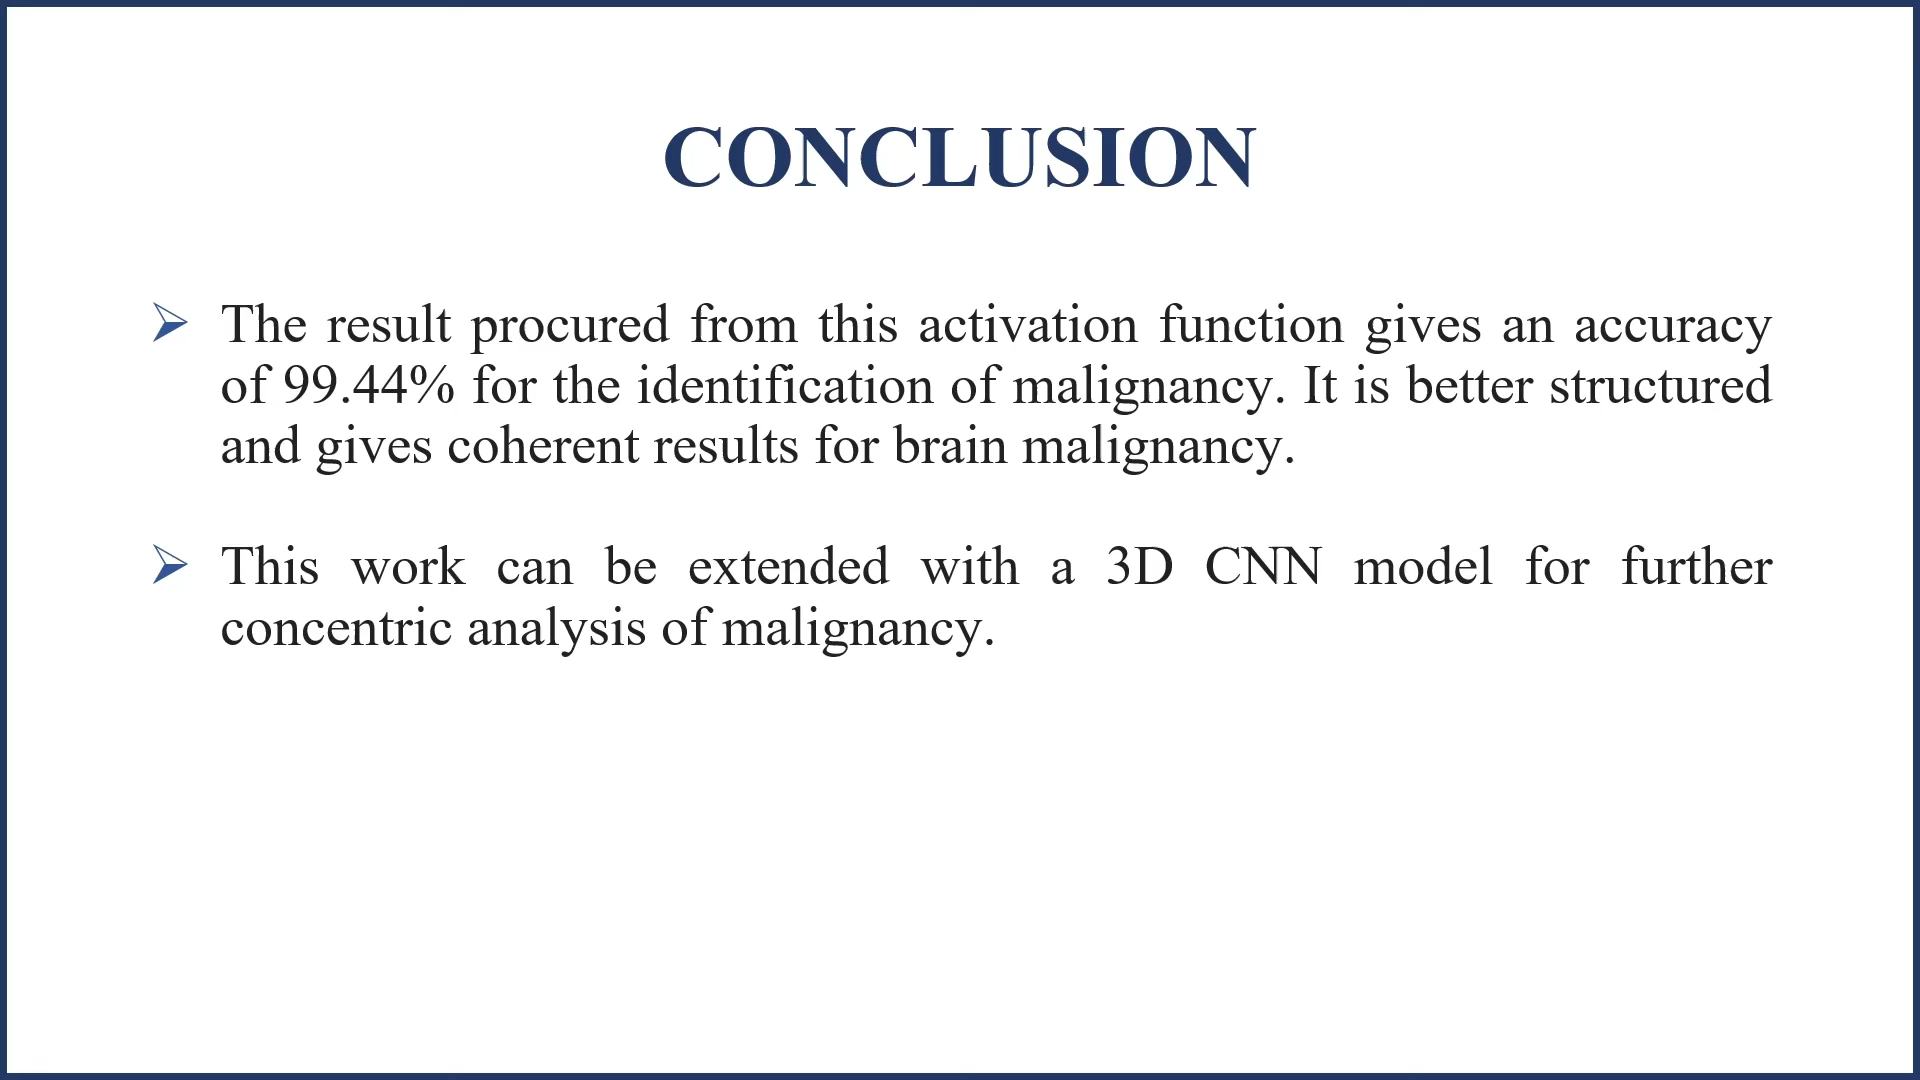 CONCLUSION
The result procured from this activation function gives an accuracy
of 99.44% for the identification of malignancy. It is better structured
and gives coherent results for brain malignancy.
This work can be extended with a 3D CNN model for further
concentric analysis of malignancy.